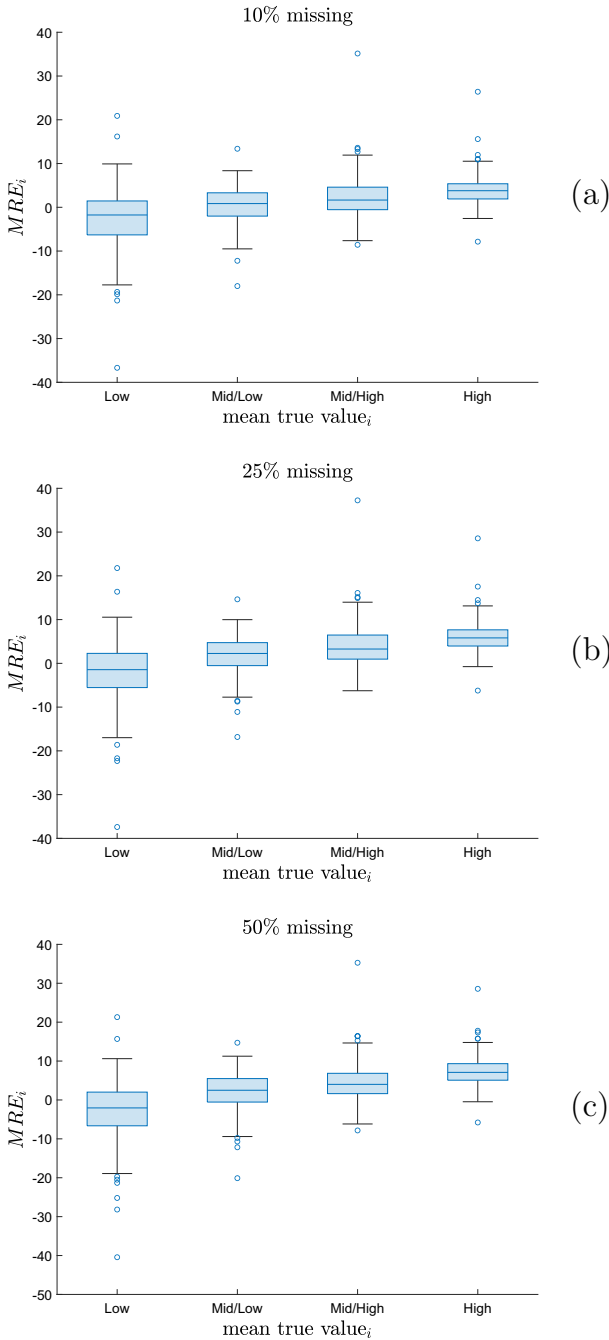 10% missing
40
30
20
10
0
-10
-20
-30
-40
MRE_i
Low Mid/Low Mid/High High
mean true value_i
(a)
25% missing
40
30
20
10
0
-10
-20
-30
-40
MRE_i
Low Mid/Low Mid/High High
mean true value_i
(b)
50% missing
40
30
20
10
0
-10
-20
-30
-40
-50
MRE_i
Low Mid/Low Mid/High High
mean true value_i
(c)